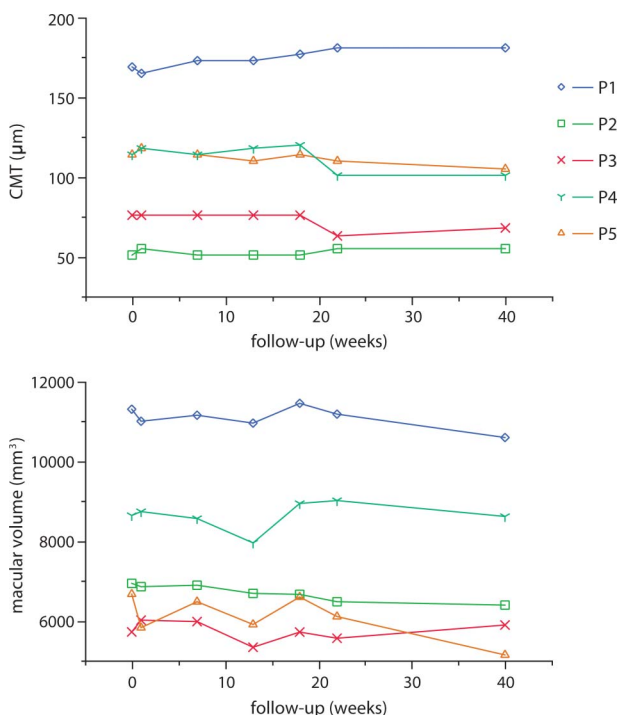 200
150
100
50
CMT (μm)
0 10 20 30 40
follow-up (weeks)
P1
P2
P3
P4
P5
12000
10000
8000
6000
macular volume (mm³)
0 10 20 30 40
follow-up (weeks)